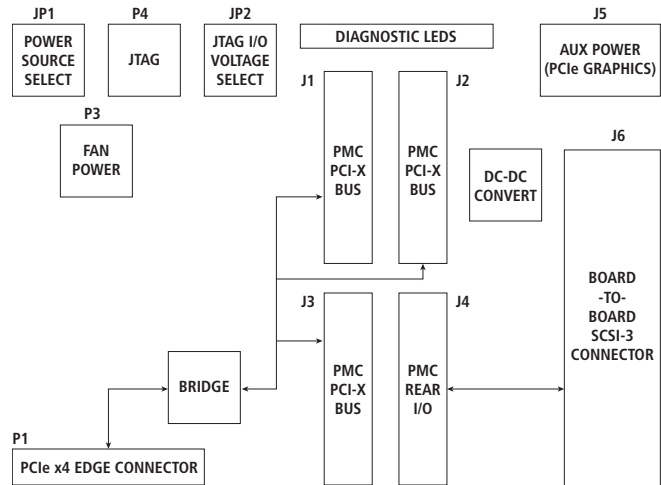 JP1
POWER
SOURCE
SELECT
P4
JTAG
JP2
JTAG I/O
VOLTAGE
SELECT
DIAGNOSTIC LEDS
J5
AUX POWER
(PCIe GRAPHICS)
P3
FAN
POWER
J1
PMC
PCI-X
BUS
J2
PMC
PCI-X
BUS
DC-DC
CONVERT
J6
BOARD
-TO-
BOARD
SCSI-3
CONNECTOR
J3
PMC
PCI-X
BUS
J4
PMC
REAR
I/O
BRIDGE
P1
PCIe x4 EDGE CONNECTOR